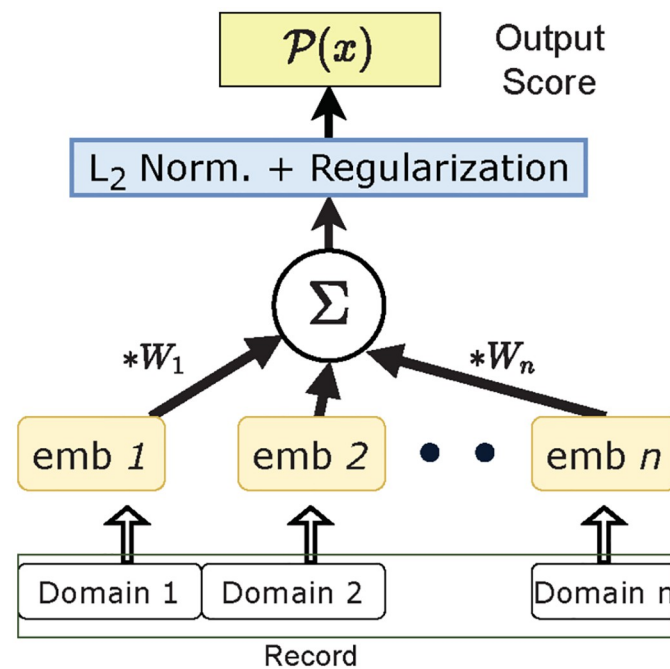 𝒫(x)
Output
Score
L₂ Norm. + Regularization
Σ
*W₁
*Wₙ
emb 1
emb 2
emb n
Domain 1
Domain 2
Domain n
Record